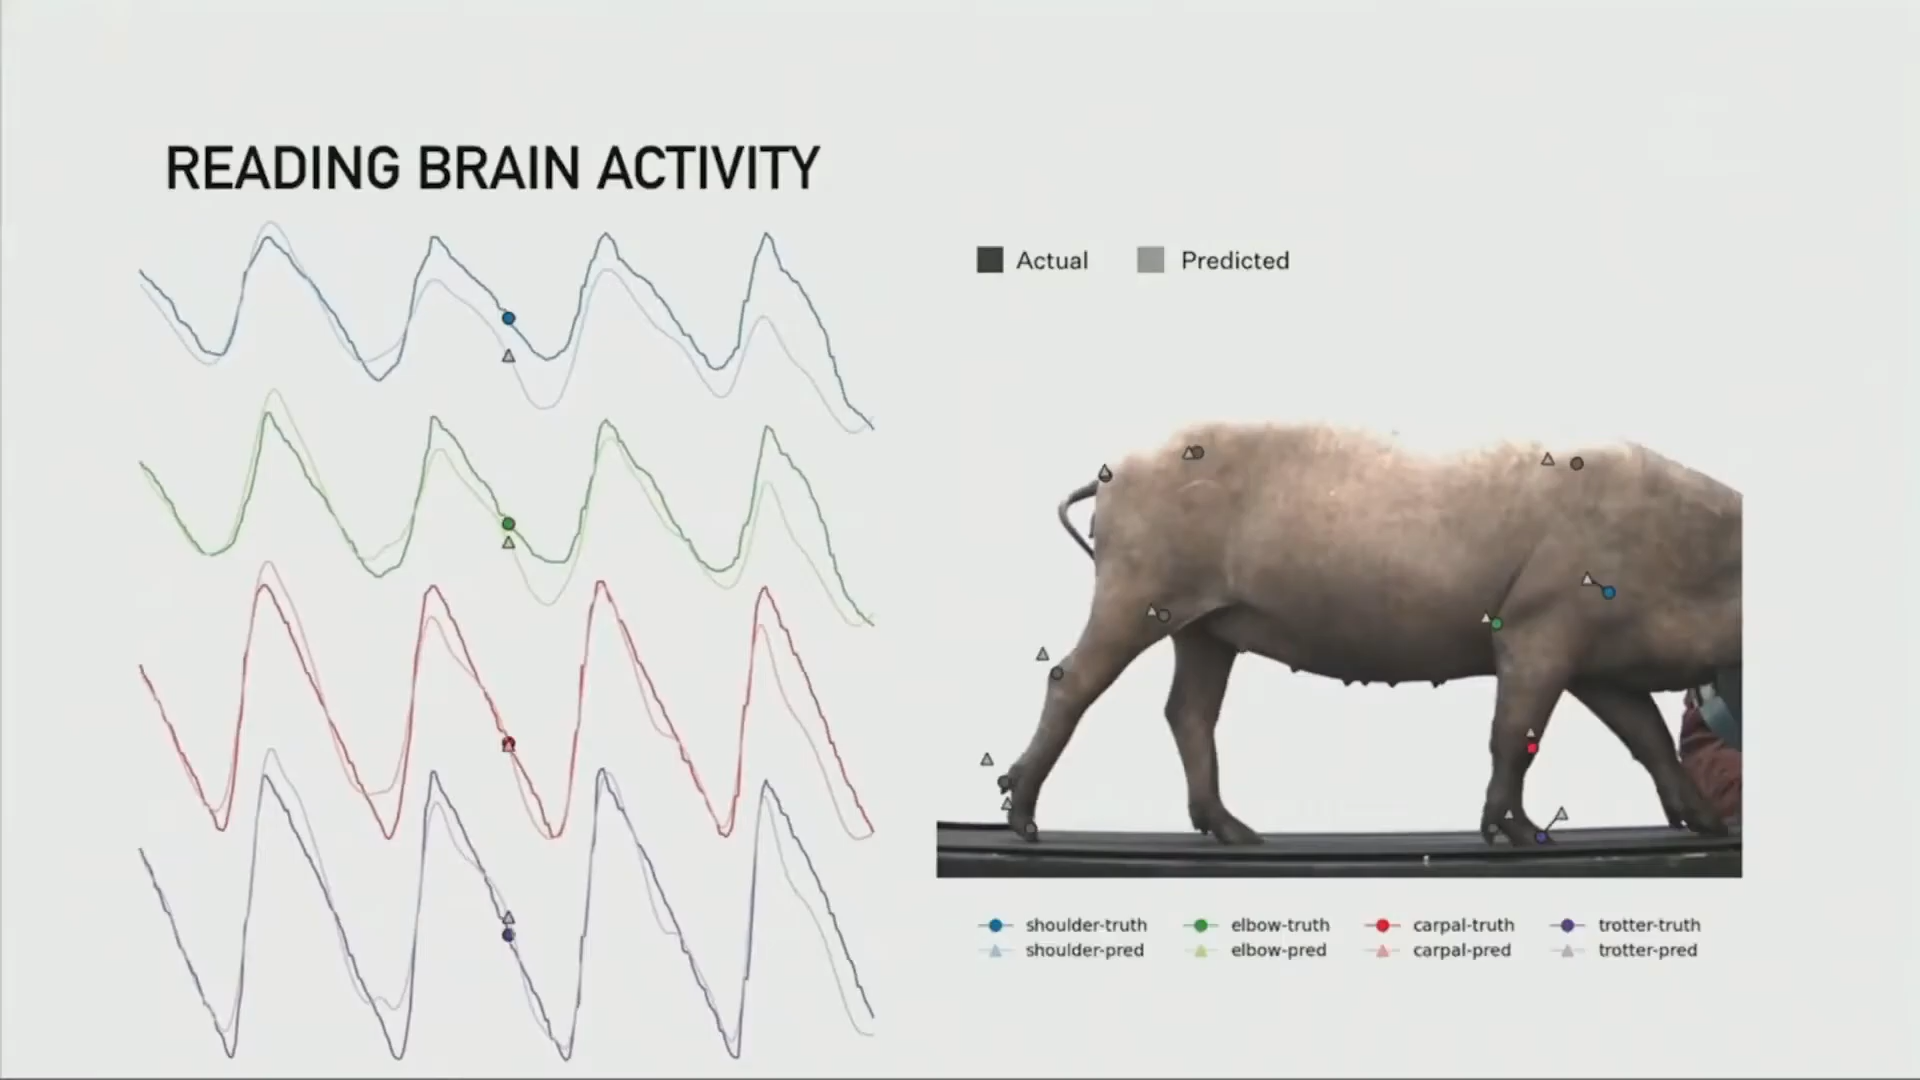 READING BRAIN ACTIVITY
Actual Predicted
shoulder-truth elbow-truth carpal-truth trotter-truth
shoulder-pred elbow-pred carpal-pred trotter-pred